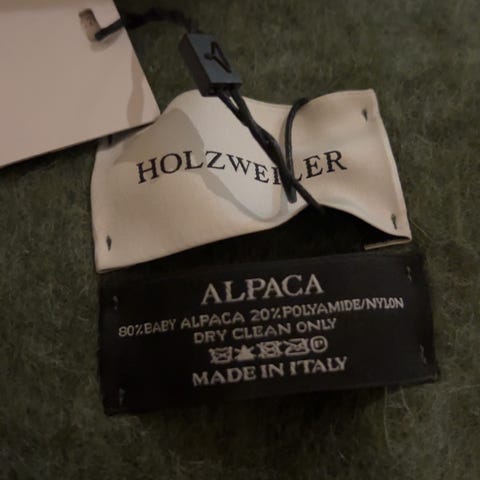 HOLZWEILER
ALPACA
80% BABY ALPACA 20% POLYAMIDE/NYLON
DRY CLEAN ONLY
MADE IN ITALY